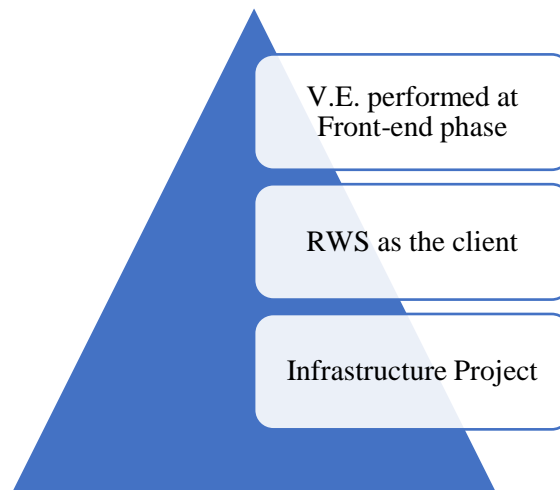 V.E. performed at
Front-end phase
RWS as the client
Infrastructure Project